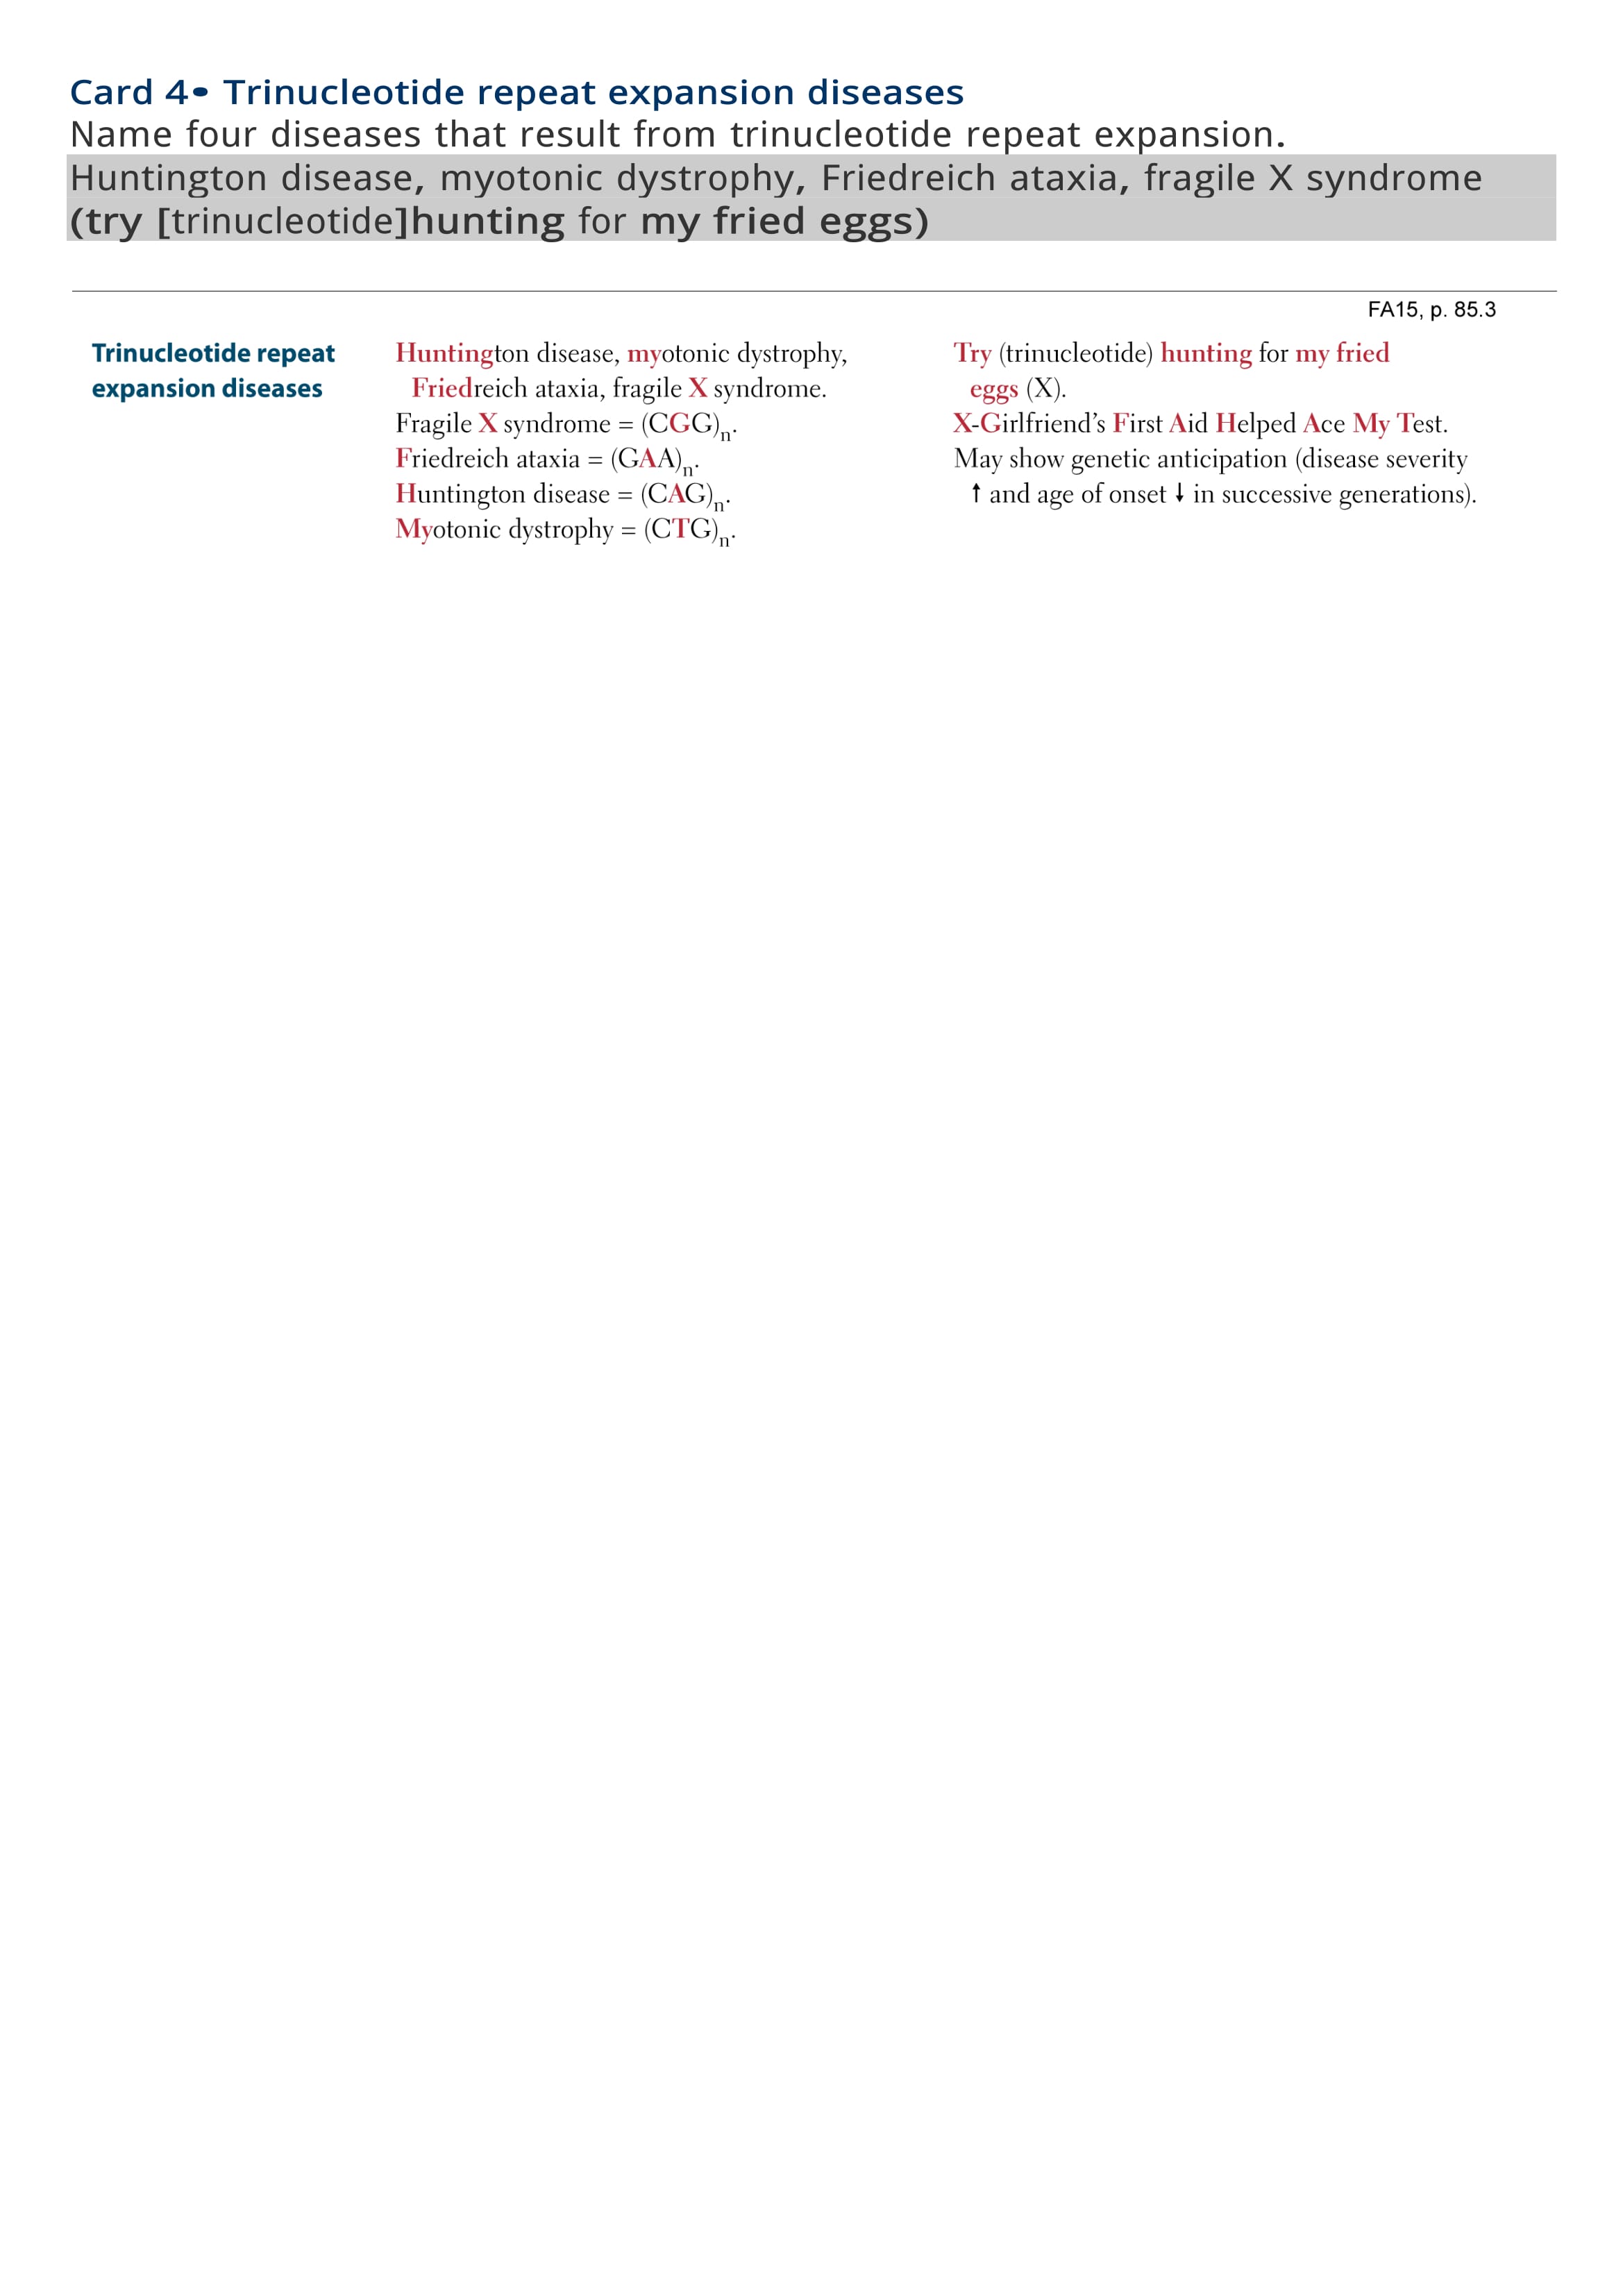 Card 4• Trinucleotide repeat expansion diseases
Name four diseases that result from trinucleotide repeat expansion.
Huntington disease, myotonic dystrophy, Friedreich ataxia, fragile X syndrome
(try [trinucleotide]hunting for my fried eggs)
FA15, p. 85.3
Trinucleotide repeat
expansion diseases
Huntington disease, myotonic dystrophy,
Friedreich ataxia, fragile X syndrome.
Fragile X syndrome = (CGG)n.
Friedreich ataxia = (GAA)n.
Huntington disease = (CAG)n.
Myotonic dystrophy = (CTG)n.
Try (trinucleotide) hunting for my fried
eggs (X).
X-Girlfriend’s First Aid Helped Ace My Test.
May show genetic anticipation (disease severity
↑ and age of onset ↓ in successive generations).